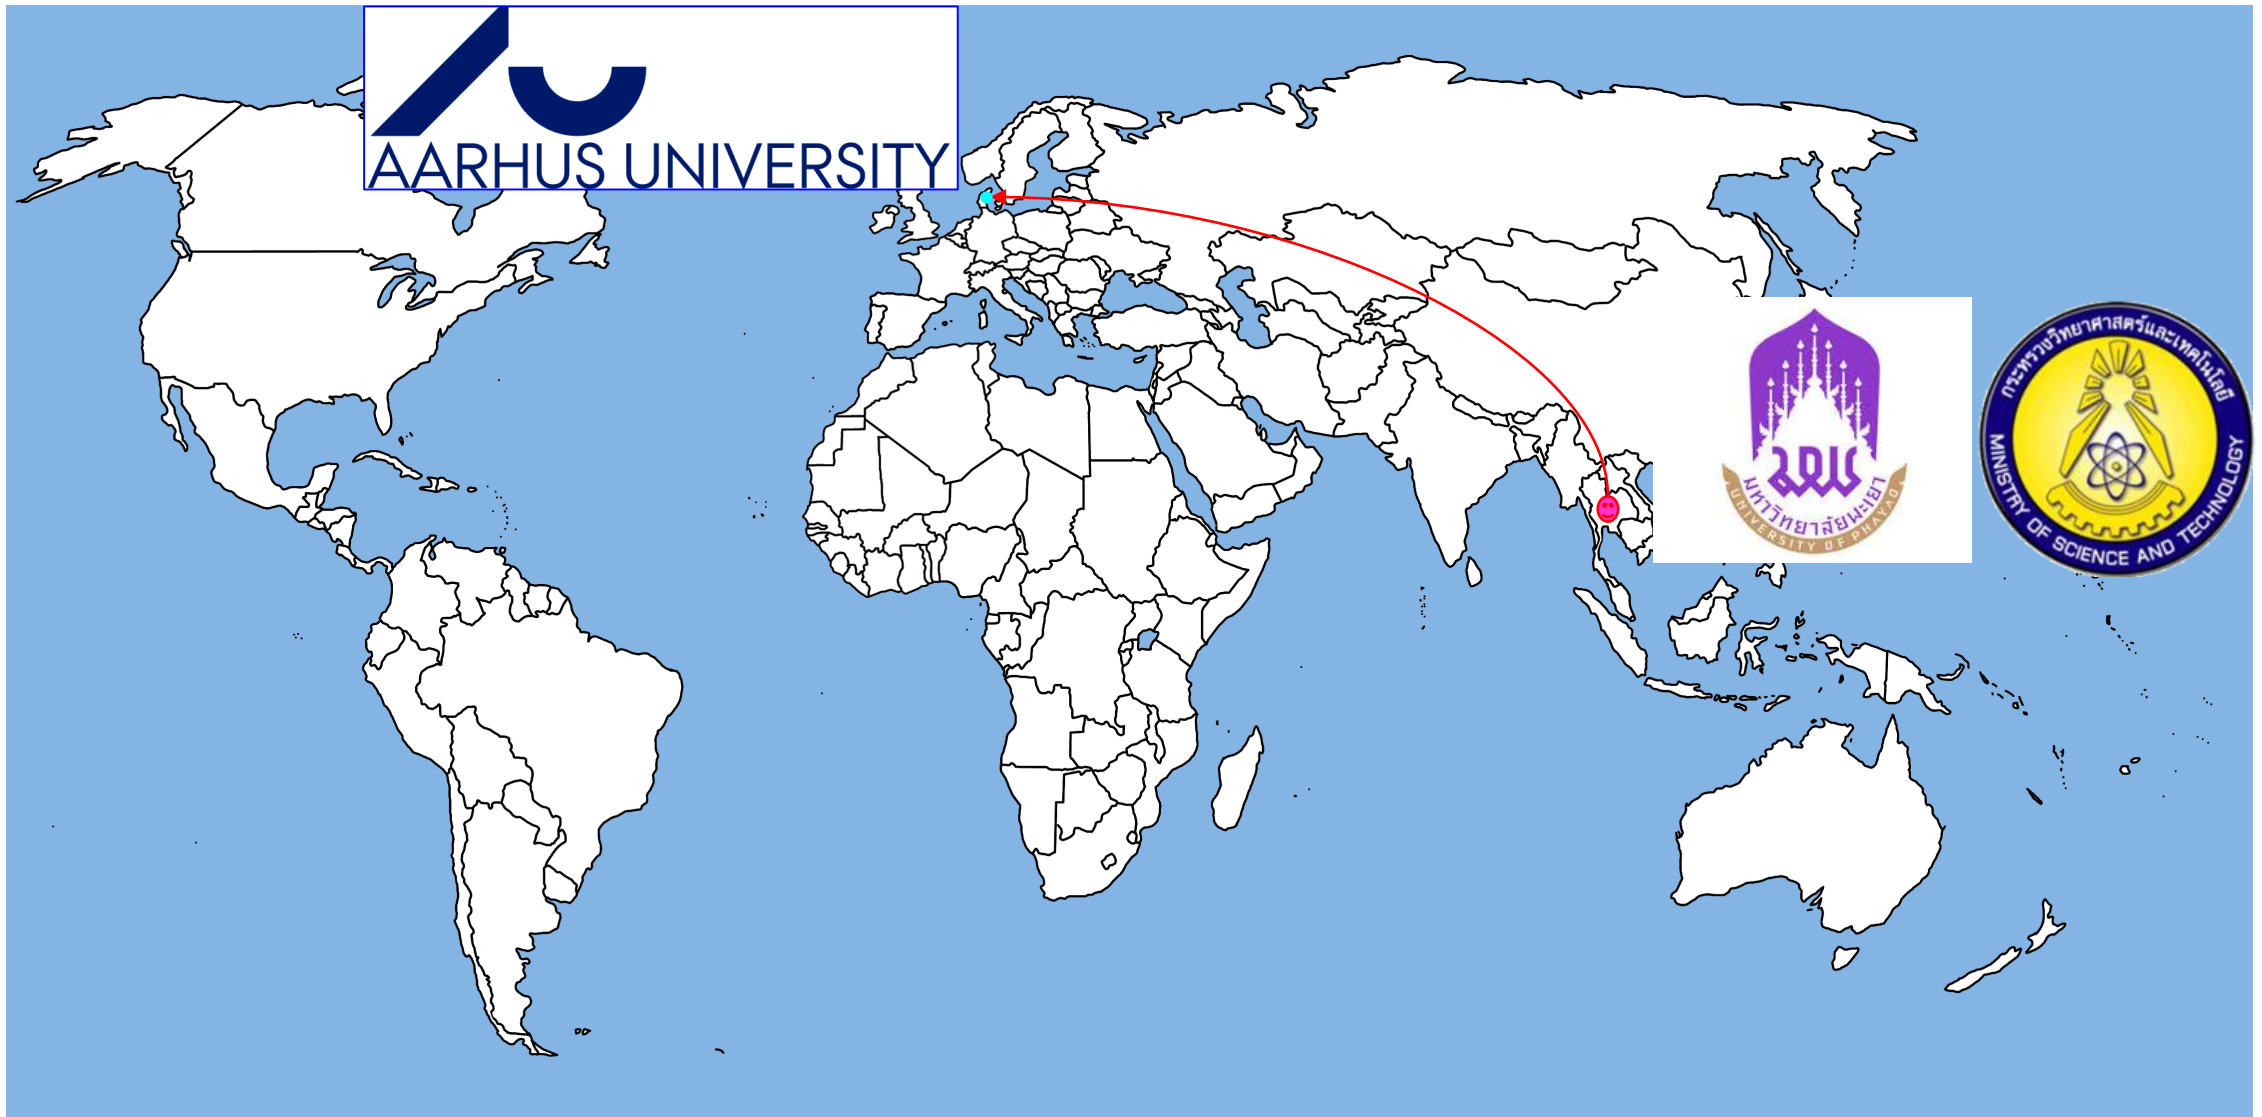 AARHUS UNIVERSITY
มหาวิทยาลัยพะเยา
UNIVERSITY OF PHAYAO
กระทรวงวิทยาศาสตร์และเทคโนโลยี
MINISTRY OF SCIENCE AND TECHNOLOGY